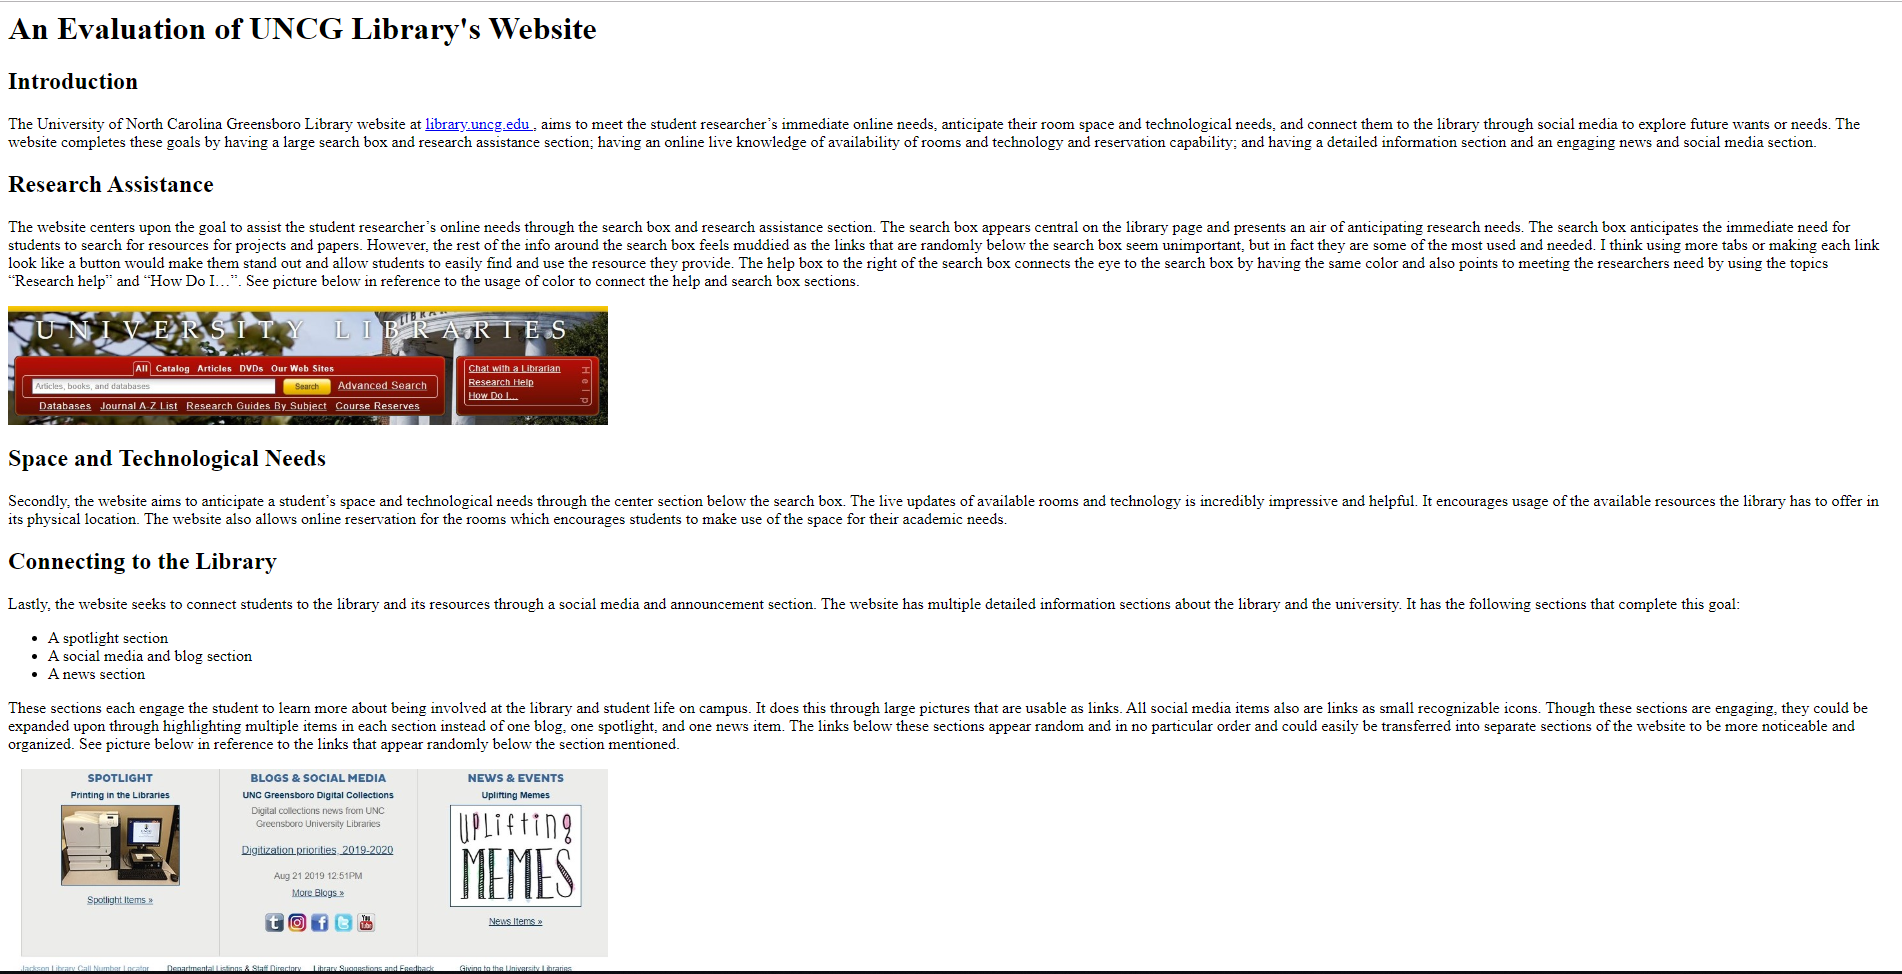 An Evaluation of UNCG Library's Website
Introduction
The University of North Carolina Greensboro Library website at library.uncg.edu , aims to meet the student researcher’s immediate online needs, anticipate their room space and technological needs, and connect them to the library through social media to explore future wants or needs. The
website completes these goals by having a large search box and research assistance section; having an online live knowledge of availability of rooms and technology and reservation capability; and having a detailed information section and an engaging news and social media section.
Research Assistance
The website centers upon the goal to assist the student researcher’s online needs through the search box and research assistance section. The search box appears central on the library page and presents an air of anticipating research needs. The search box anticipates the immediate need for
students to search for resources for projects and papers. However, the rest of the info around the search box feels muddied as the links that are randomly below the search box seem unimportant, but in fact they are some of the most used and needed. I think using more tabs or making each link
look like a button would make them stand out and allow students to easily find and use the resource they provide. The help box to the right of the search box connects the eye to the search box by having the same color and also points to meeting the researchers need by using the topics
“Research help” and “How Do I…”. See picture below in reference to the usage of color to connect the help and search box sections.
UNIVERSITY LIBRARIES
All Catalog Articles DVDs Our Web Sites
Articles, books, and databases Search Advanced Search
Databases Journal A-Z List Research Guides By Subject Course Reserves
Chat with a Librarian
Research Help
How Do I...
Help
Space and Technological Needs
Secondly, the website aims to anticipate a student’s space and technological needs through the center section below the search box. The live updates of available rooms and technology is incredibly impressive and helpful. It encourages usage of the available resources the library has to offer in
its physical location. The website also allows online reservation for the rooms which encourages students to make use of the space for their academic needs.
Connecting to the Library
Lastly, the website seeks to connect students to the library and its resources through a social media and announcement section. The website has multiple detailed information sections about the library and the university. It has the following sections that complete this goal:
• A spotlight section
• A social media and blog section
• A news section
These sections each engage the student to learn more about being involved at the library and student life on campus. It does this through large pictures that are usable as links. All social media items also are links as small recognizable icons. Though these sections are engaging, they could be
expanded upon through highlighting multiple items in each section instead of one blog, one spotlight, and one news item. The links below these sections appear random and in no particular order and could easily be transferred into separate sections of the website to be more noticeable and
organized. See picture below in reference to the links that appear randomly below the section mentioned.
SPOTLIGHT
Printing in the Libraries
Spotlight Items »
BLOGS & SOCIAL MEDIA
UNC Greensboro Digital Collections
Digital collections news from UNC
Greensboro University Libraries
Digitization priorities, 2019-2020
Aug 21 2019 12:51PM
More Blogs »
t f You Tube
NEWS & EVENTS
Uplifting Memes
UPLifting
MEMES
News Items »
Jackson Library Call Number Locator Departmental Listings & Staff Directory Library Suggestions and Feedback Giving to the University Libraries